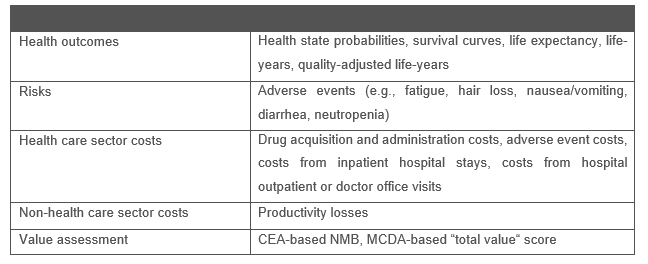 Health outcomes
Health state probabilities, survival curves, life expectancy, life-
years, quality-adjusted life-years
Risks
Adverse events (e.g., fatigue, hair loss, nausea/vomiting,
diarrhea, neutropenia)
Health care sector costs
Drug acquisition and administration costs, adverse event costs,
costs from inpatient hospital stays, costs from hospital
outpatient or doctor office visits
Non-health care sector costs
Productivity losses
Value assessment
CEA-based NMB, MCDA-based “total value“ score